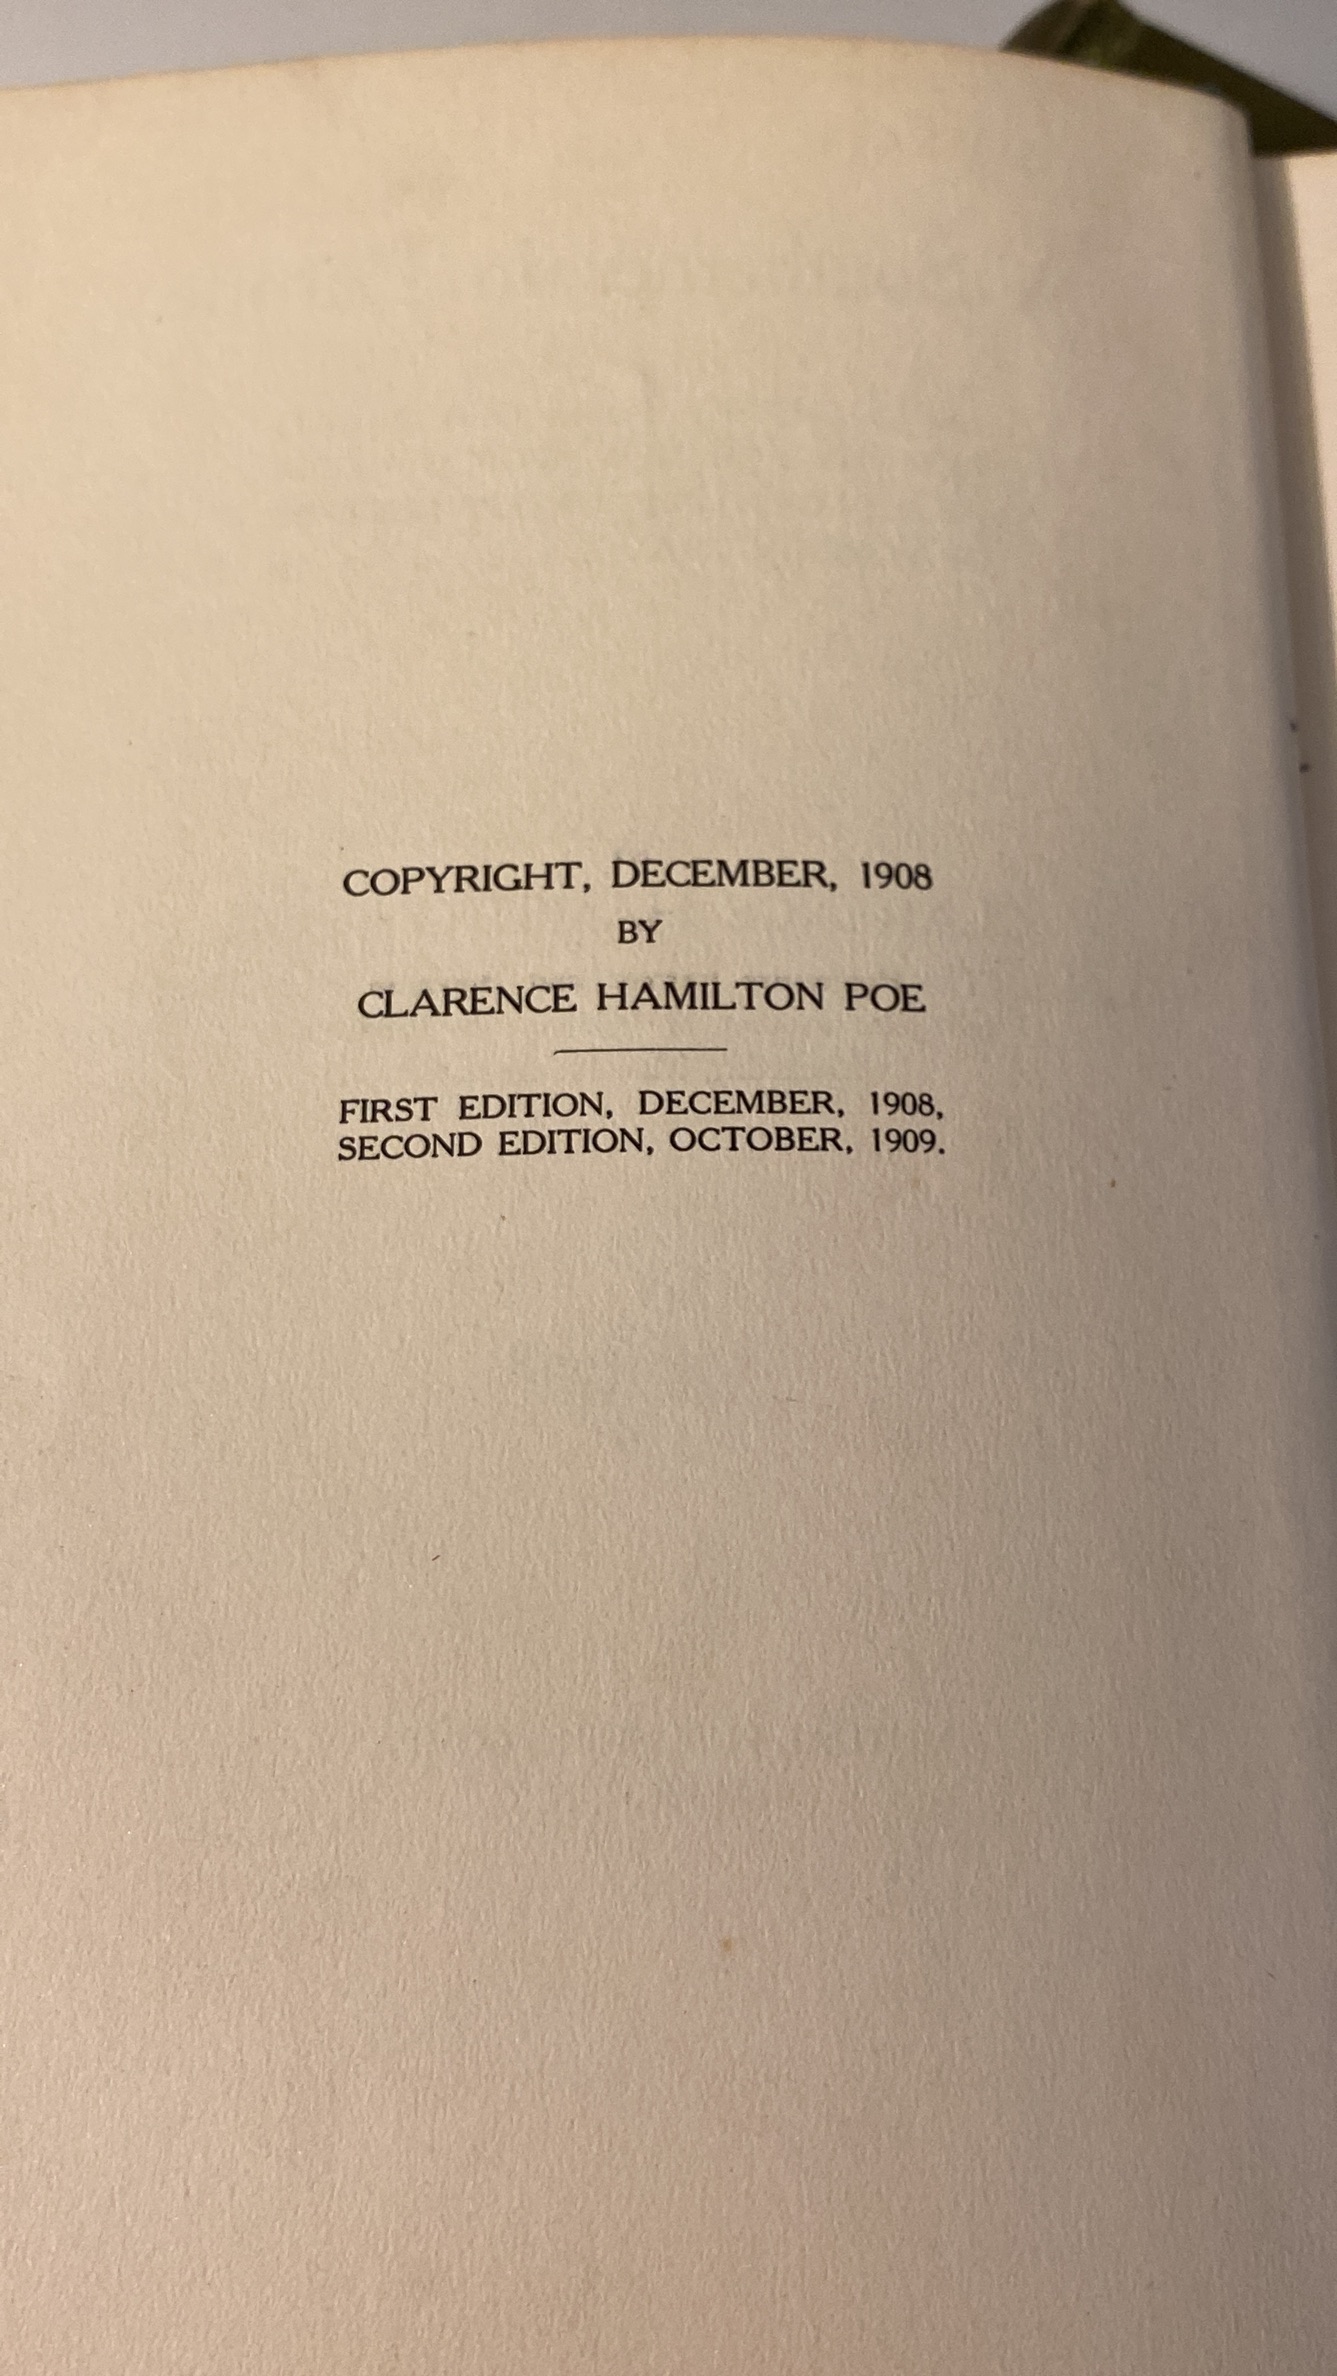 COPYRIGHT, DECEMBER, 1908
BY
CLARENCE HAMILTON POE
FIRST EDITION, DECEMBER, 1908,
SECOND EDITION, OCTOBER, 1909.